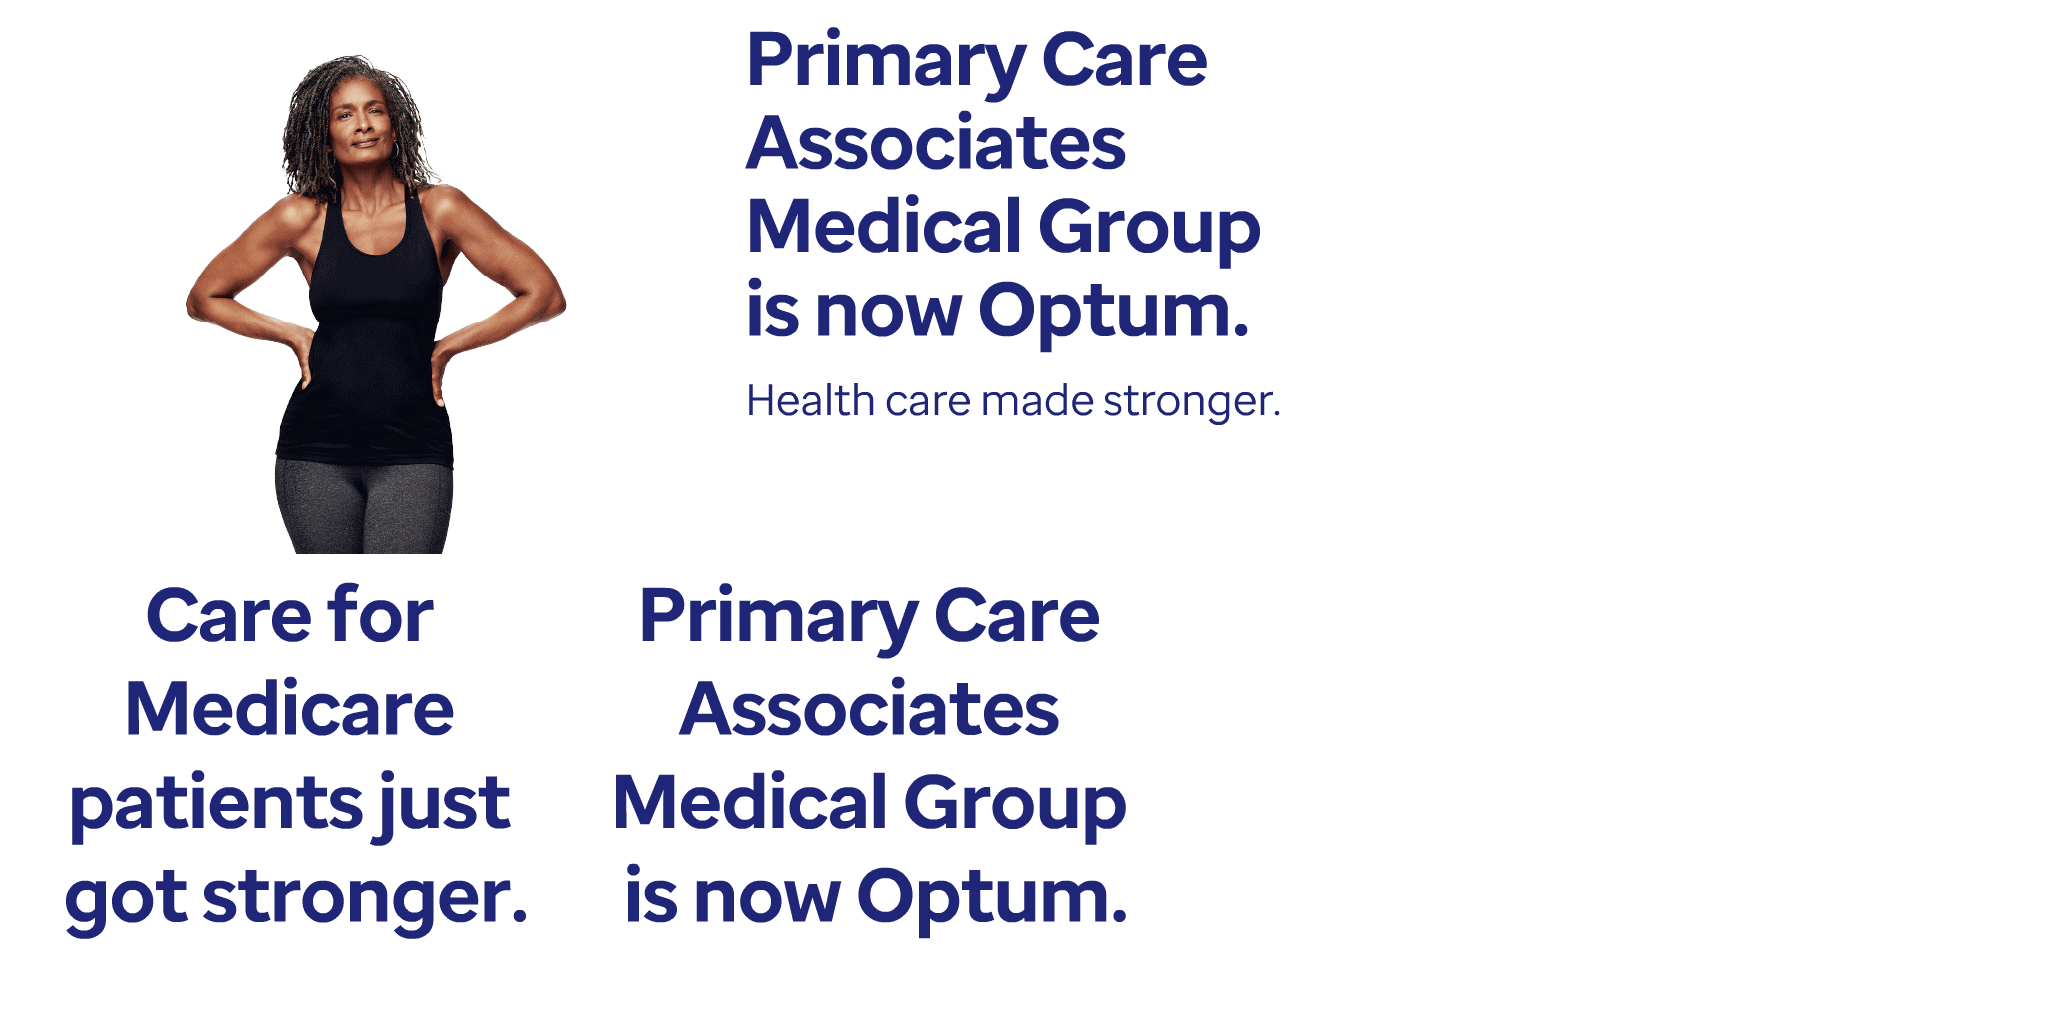 Primary Care
Associates
Medical Group
is now Optum.
Health care made stronger.
Care for
Medicare
patients just
got stronger.
Primary Care
Associates
Medical Group
is now Optum.